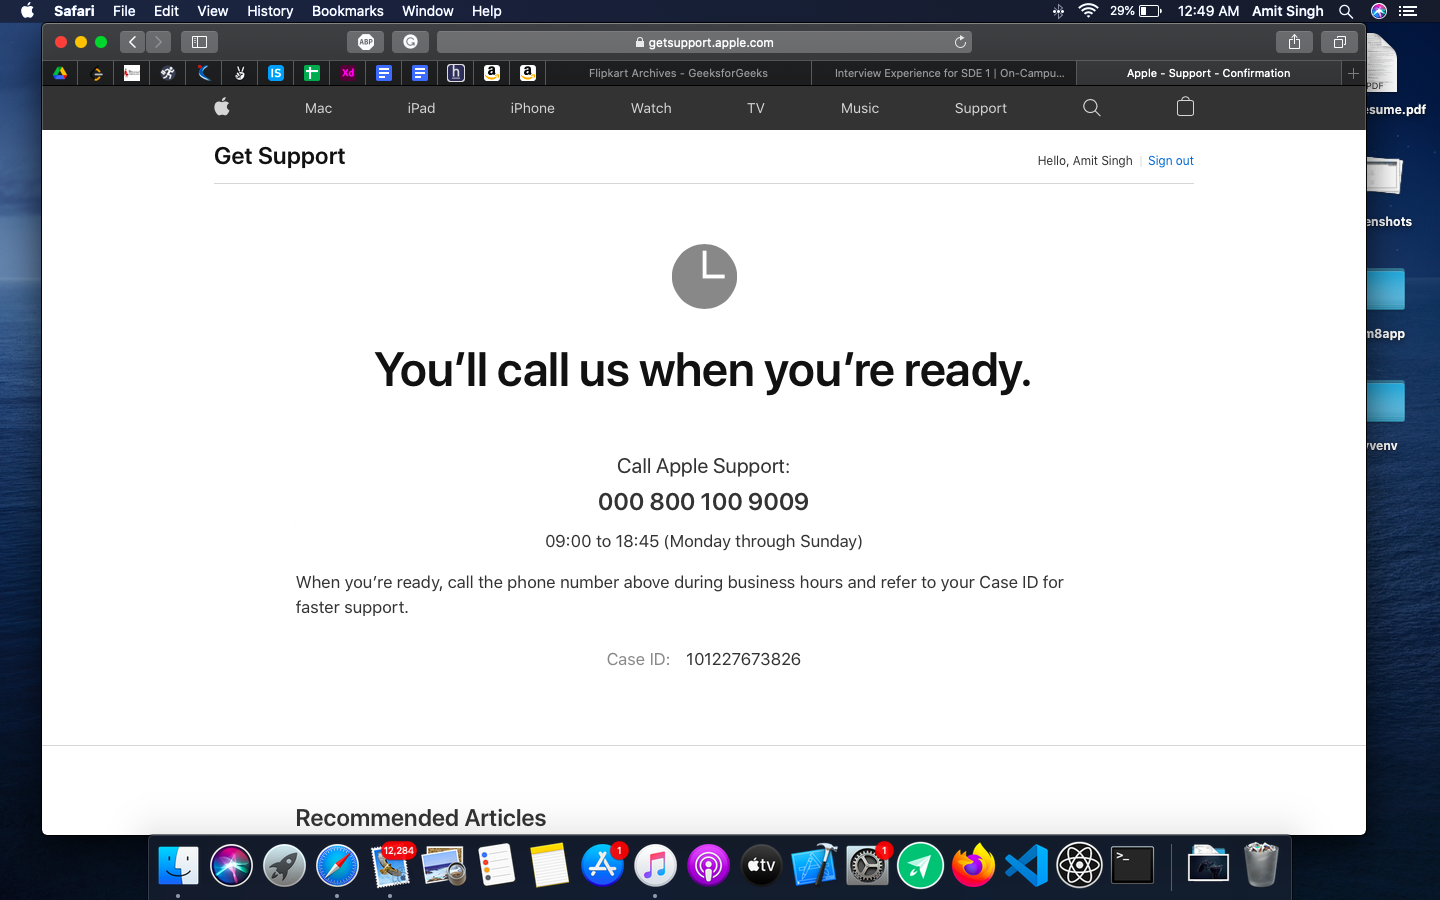 Safari File Edit View History Bookmarks Window Help 29% 12:49 AM Amit Singh
ABP getsupport.apple.com
IS Xd h a a Flipkart Archives - GeeksforGeeks Interview Experience for SDE 1 | On-Campu... Apple - Support - Confirmation
Mac iPad iPhone Watch TV Music Support
Get Support
Hello, Amit Singh Sign out
You’ll call us when you’re ready.
Call Apple Support:
000 800 100 9009
09:00 to 18:45 (Monday through Sunday)
When you’re ready, call the phone number above during business hours and refer to your Case ID for
faster support.
Case ID: 101227673826
Recommended Articles
PDF
esume.pdf
enshots
m8app
venv
12,284 1 tv 1 >_